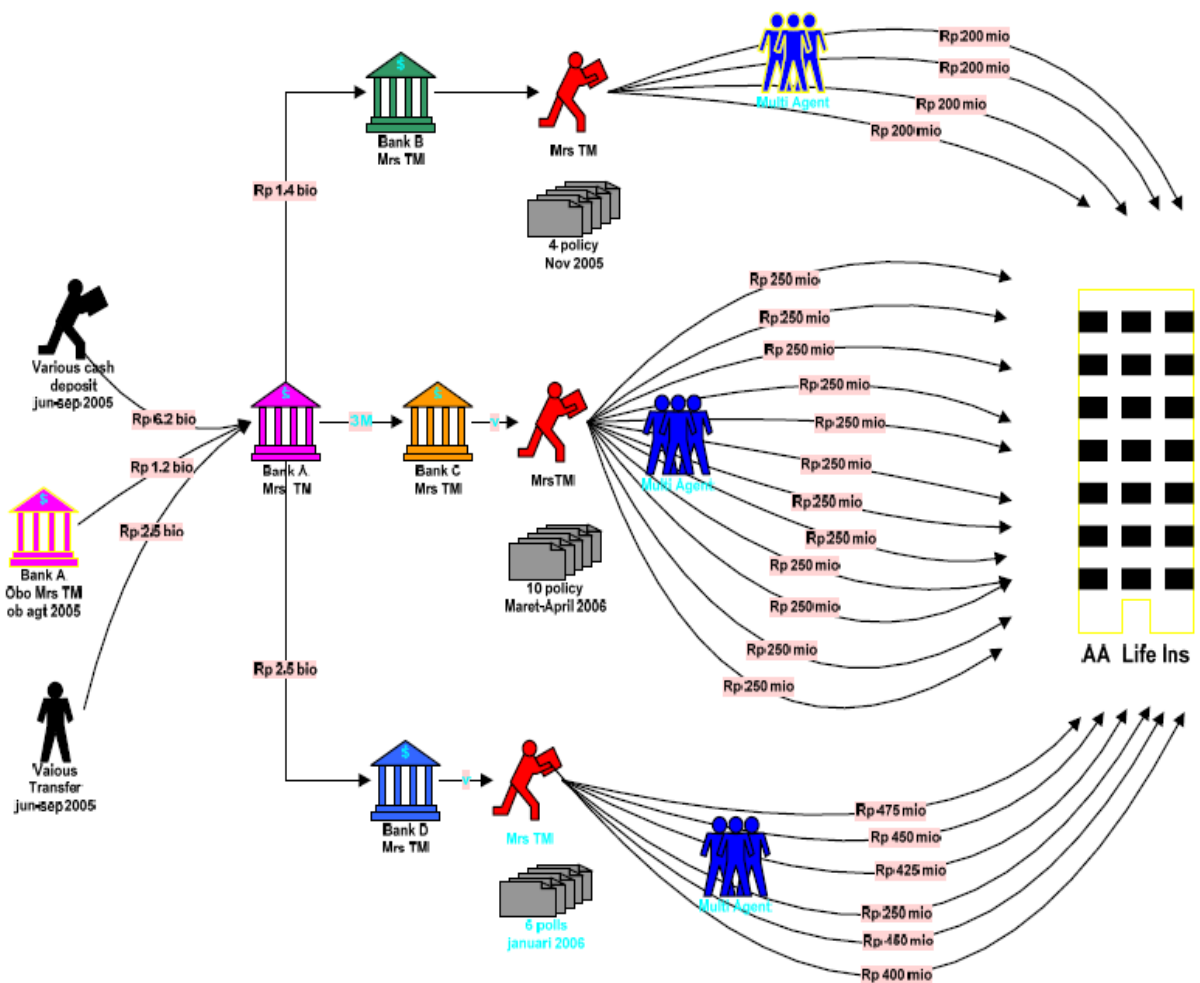 Bank B
Mrs TMI
Mrs TM
Multi Agent
Rp 200 mio
Rp 200 mio
Rp 200 mio
Rp 200 mio
4 policy
Nov 2005
Rp 1.4 bio
Various cash
deposit
jun-sep 2005
Rp 6.2 bio
Bank A
Obo Mrs TM
ob agt 2005
Rp 1.2 bio
Vaious
Transfer
jun-sep 2005
Rp 2.5 bio
Bank A
Mrs TM
3M
Bank C
Mrs TMI
v
MrsTMI
Multi Agent
10 policy
Maret-April 2006
Rp 250 mio
Rp 250 mio
Rp 250 mio
Rp 250 mio
Rp 250 mio
Rp 250 mio
Rp 250 mio
Rp 250 mio
Rp 250 mio
Rp 250 mio
Rp 250 mio
Rp 250 mio
AA Life Ins
Rp 2.5 bio
Bank D
Mrs TMI
v
Mrs TMI
6 polis
januari 2006
Multi Agent
Rp 475 mio
Rp 450 mio
Rp 425 mio
Rp 250 mio
Rp 450 mio
Rp 400 mio